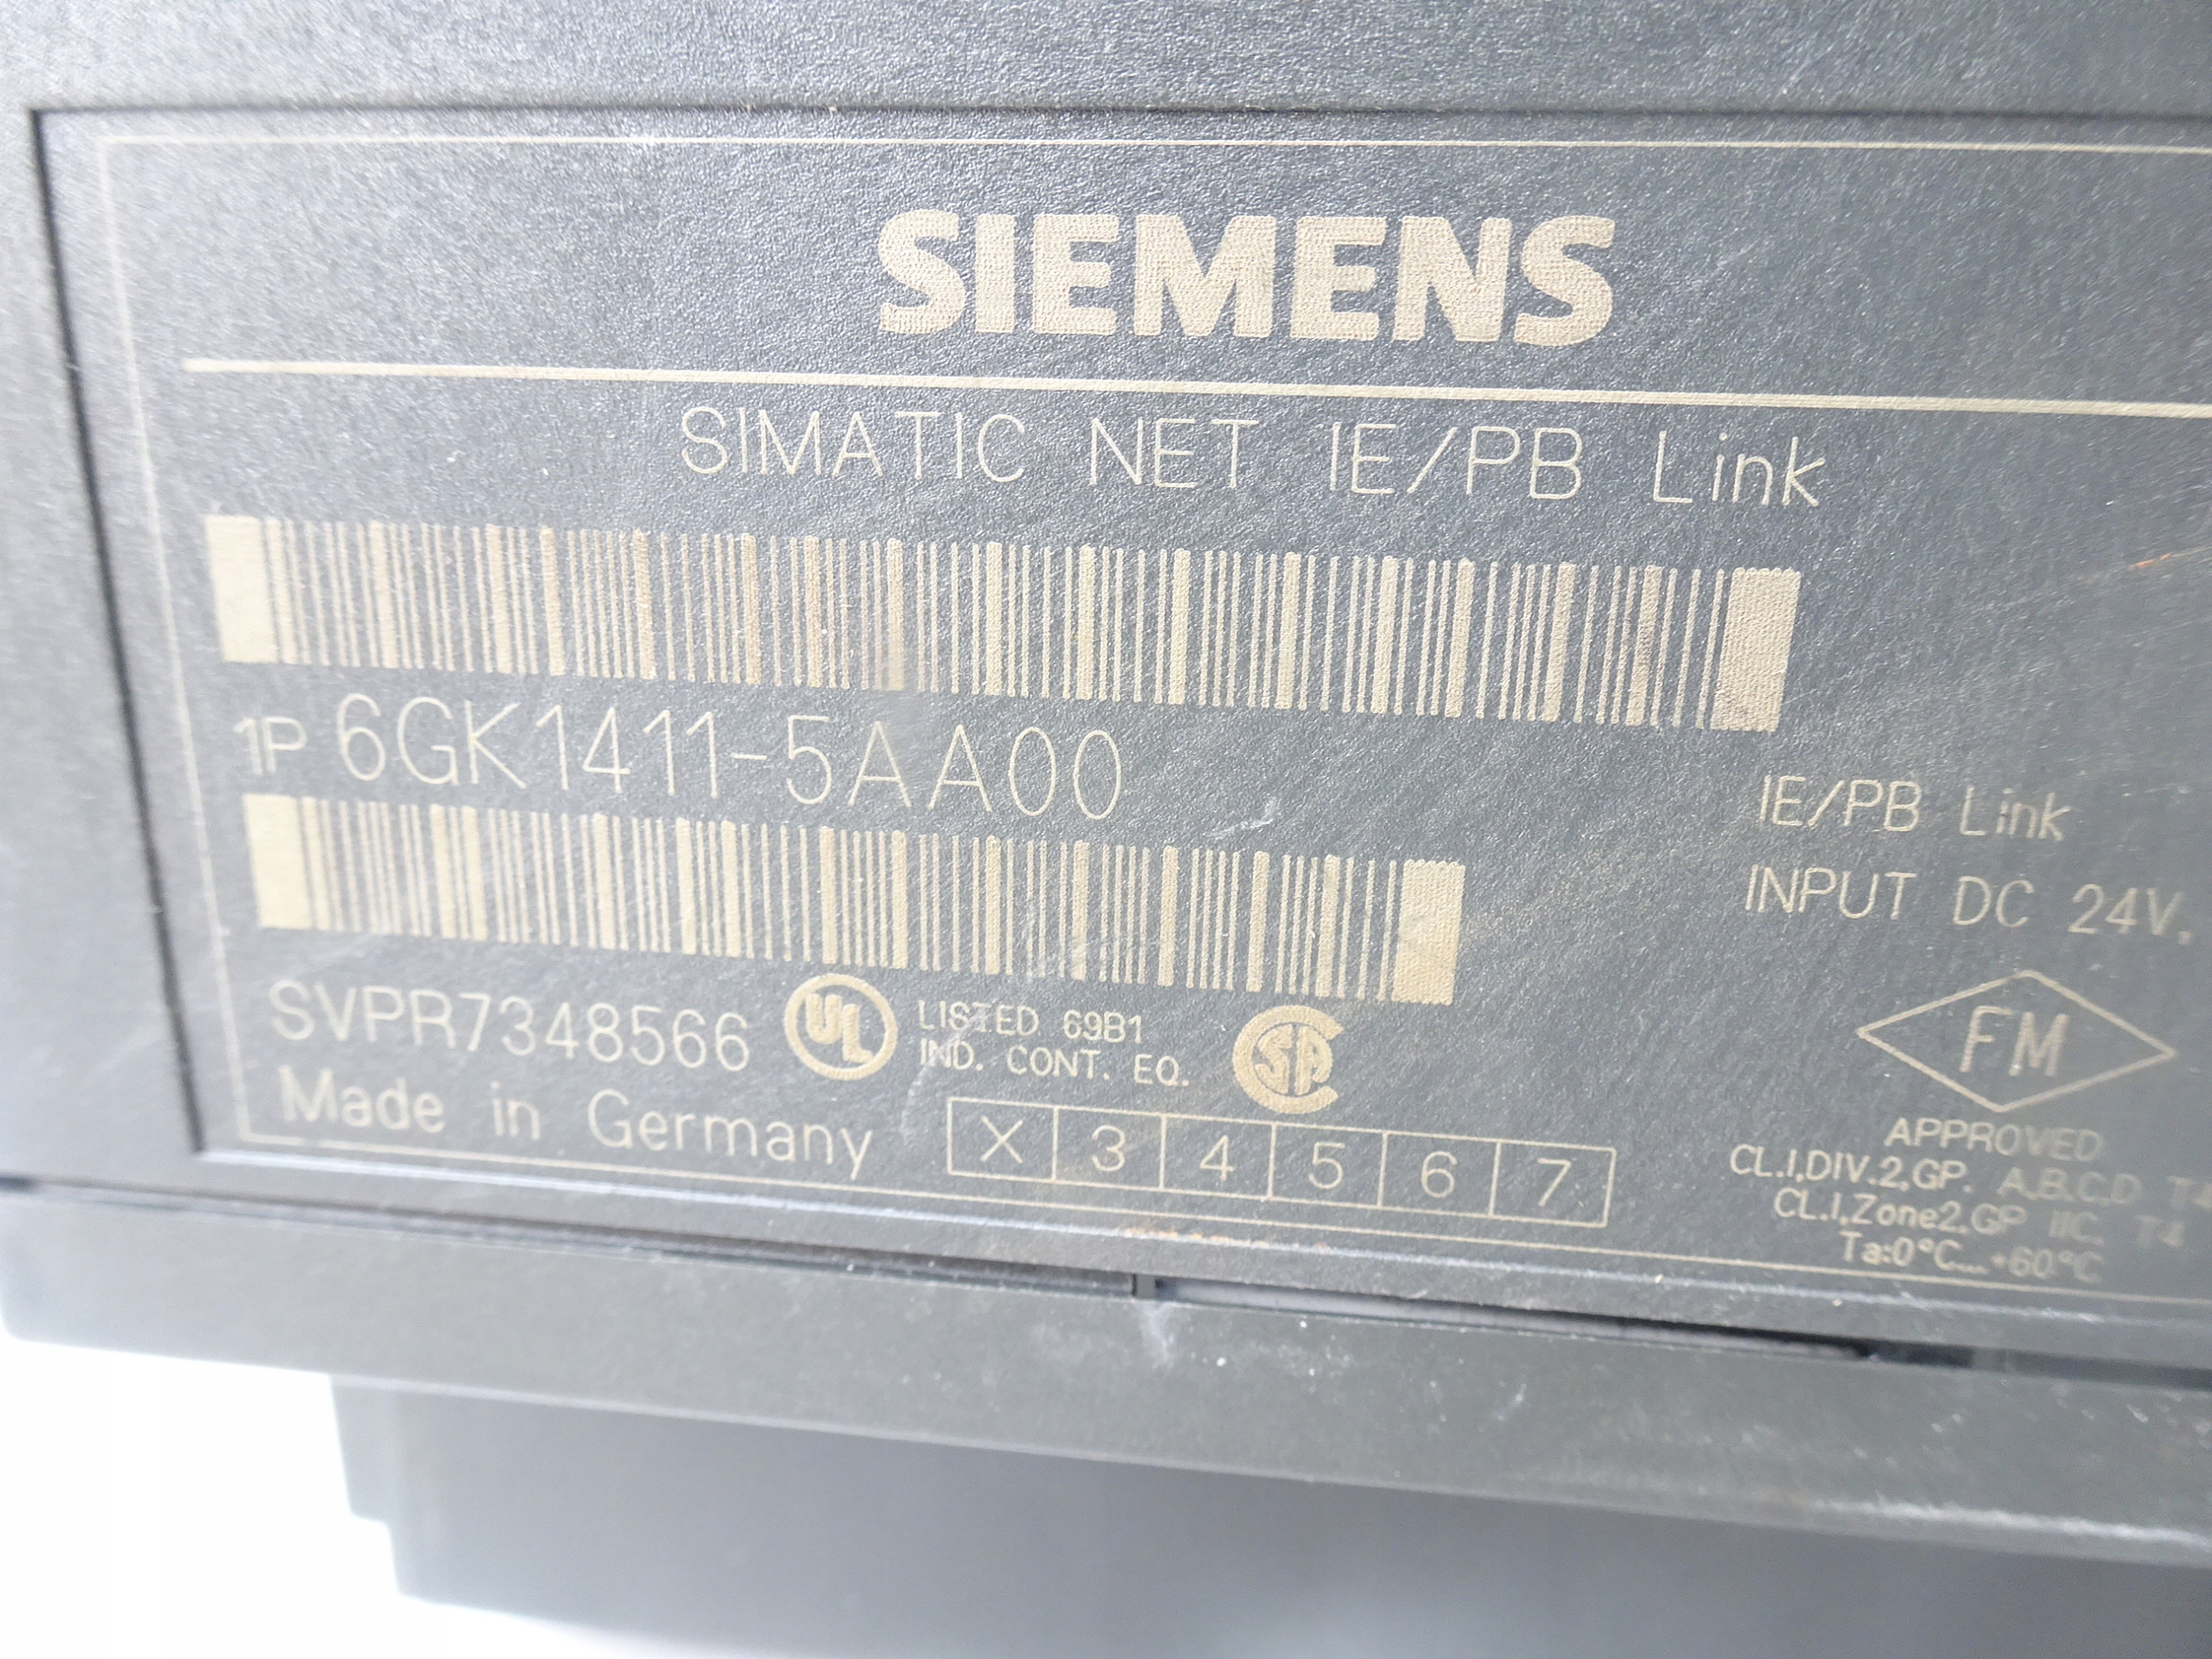 SIEMENS
SIMATIC NET IE/PB Link
1P 6GK1411-5AA00
IE/PB Link
INPUT DC 24V,
SVPR7348566
UL LISTED 69B1
IND. CONT. EQ.
SA
FM
APPROVED
CL.I,DIV.2,GP. A,B,C,D T4
CL.I,Zone2,GP IIC, T4
Ta:0°C...+60°C
Made in Germany
X 3 4 5 6 7